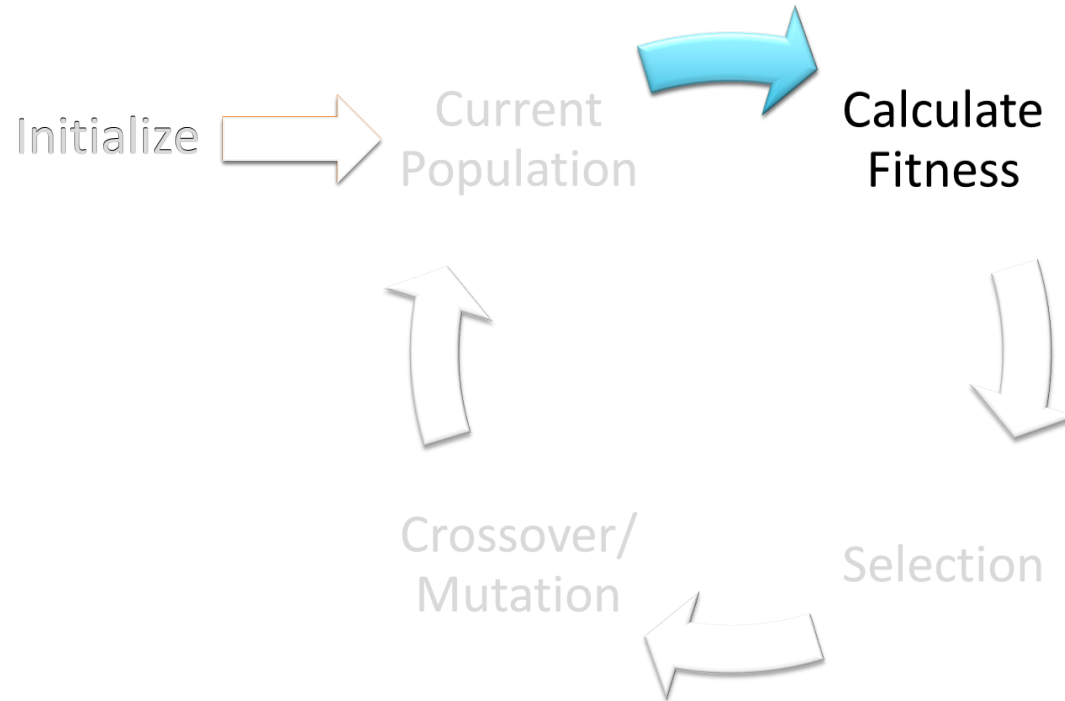 Initialize
Current
Population
Calculate
Fitness
Crossover/
Mutation
Selection